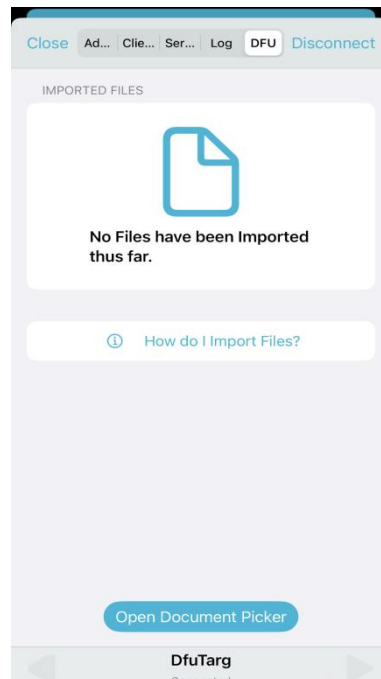 Close Ad... Clie... Ser... Log DFU Disconnect
IMPORTED FILES
No Files have been Imported
thus far.
How do I Import Files?
Open Document Picker
DfuTarg